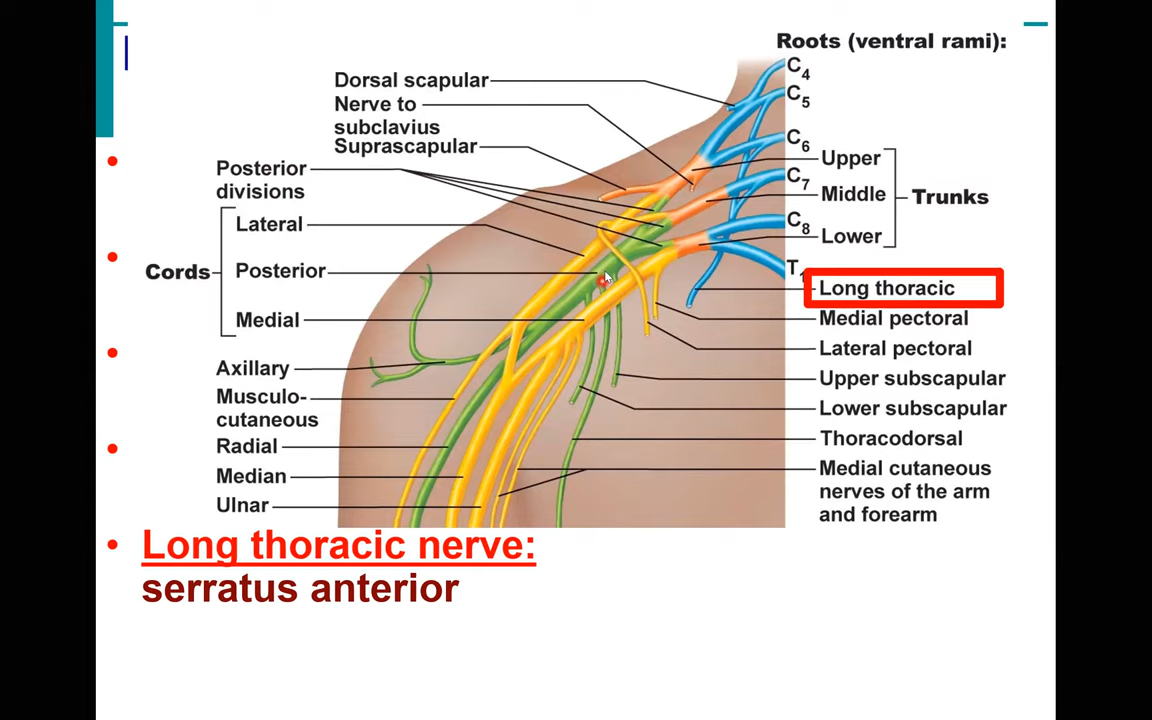 Roots (ventral rami):
C4
C5
C6
C7
C8
T1
Dorsal scapular
Nerve to
subclavius
Suprascapular
Posterior
divisions
Cords
Lateral
Posterior
Medial
Axillary
Musculo-
cutaneous
Radial
Median
Ulnar
Upper
Middle
Lower
Trunks
Long thoracic
Medial pectoral
Lateral pectoral
Upper subscapular
Lower subscapular
Thoracodorsal
Medial cutaneous
nerves of the arm
and forearm
• Long thoracic nerve:
serratus anterior